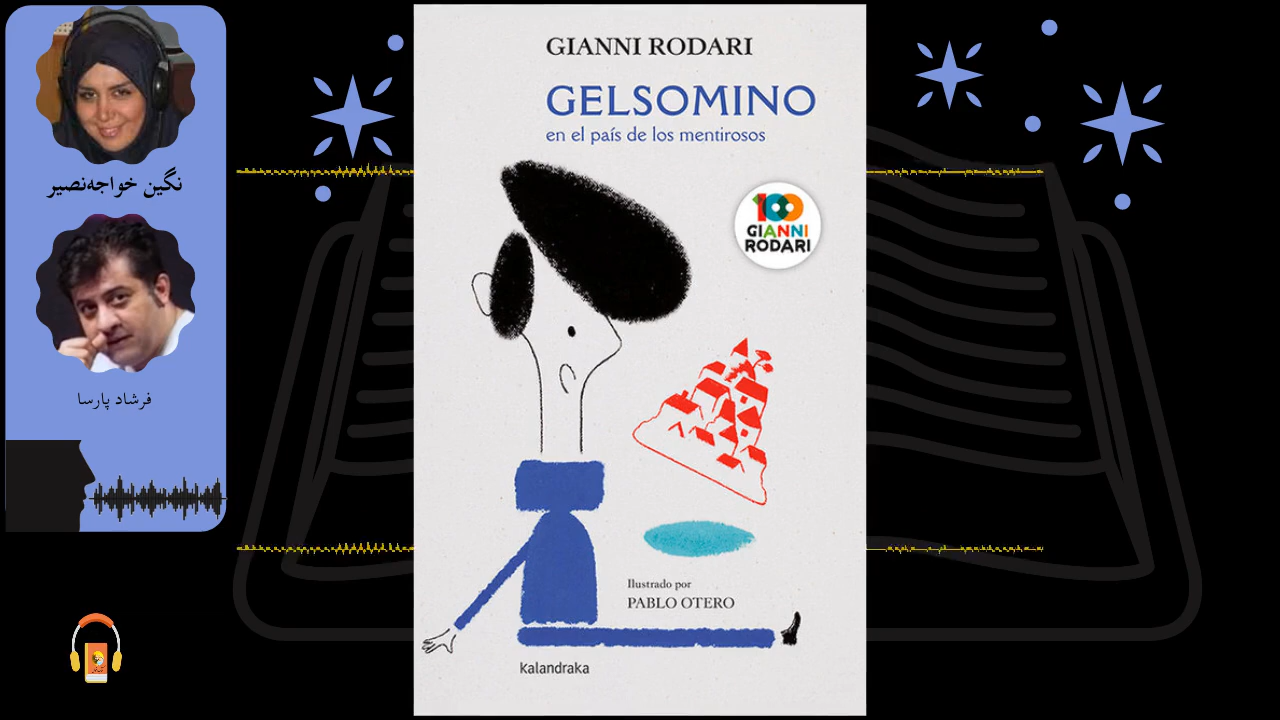 نگین خواجه‌نصیر
فرشاد پارسا
GIANNI RODARI
GELSOMINO
en el país de los mentirosos
100
GIANNI
RODARI
Ilustrado por
PABLO OTERO
Kalandraka